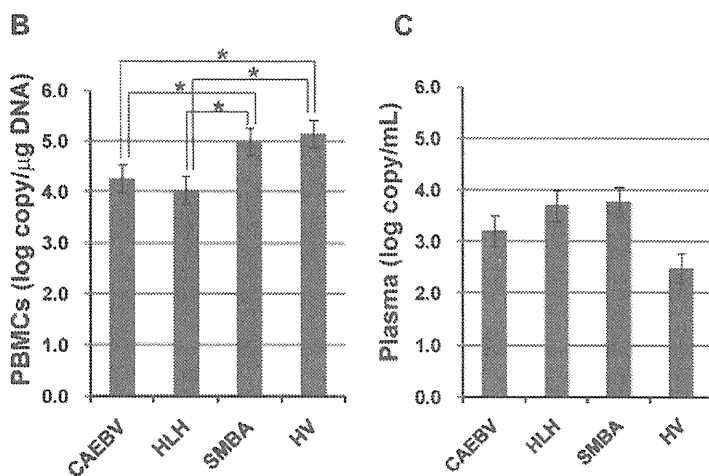 B
PBMCs (log copy/μg DNA)
6.0
5.0
4.0
3.0
2.0
1.0
0.0
*
*
*
*
CAEBV
HLH
SMBA
HV
C
Plasma (log copy/mL)
6.0
5.0
4.0
3.0
2.0
1.0
0.0
CAEBV
HLH
SMBA
HV